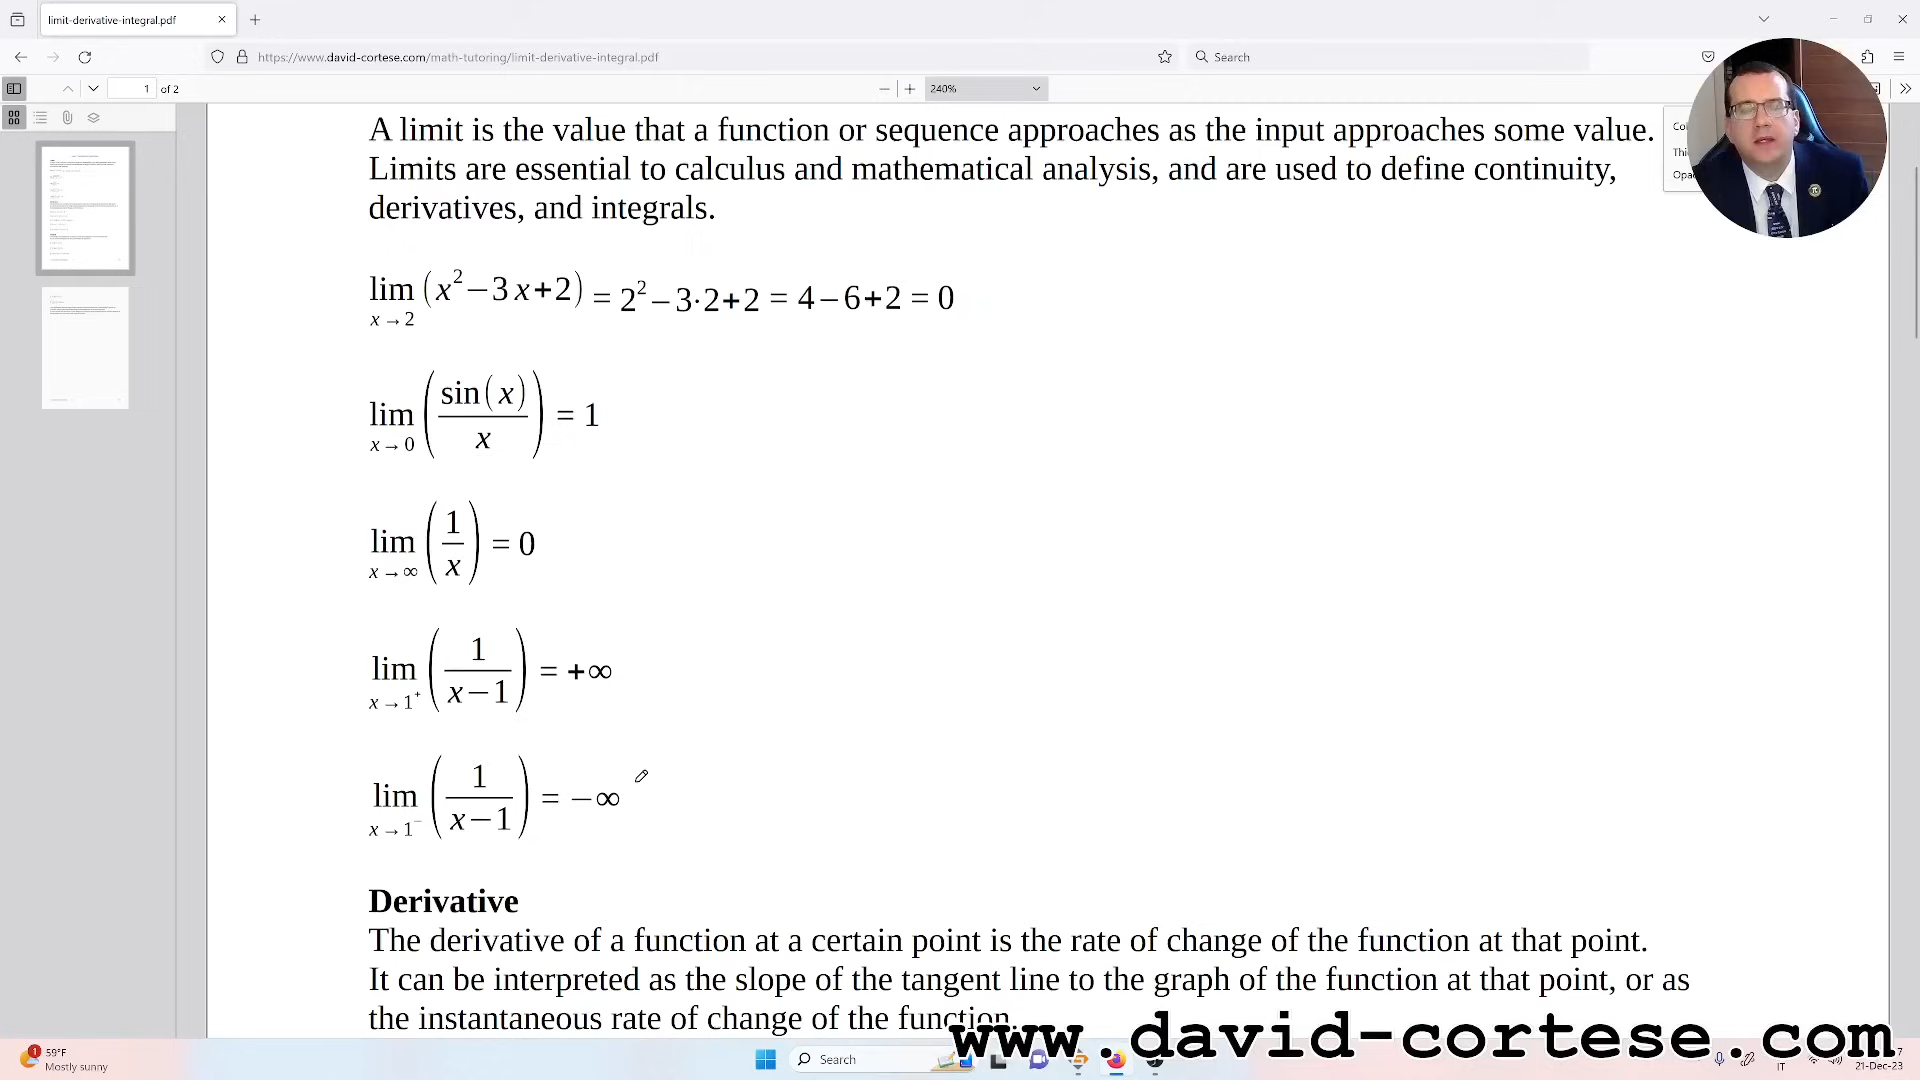 limit-derivative-integral.pdf
https://www.david-cortese.com/math-tutoring/limit-derivative-integral.pdf
Search
1 of 2
240%
A limit is the value that a function or sequence approaches as the input approaches some value.
Limits are essential to calculus and mathematical analysis, and are used to define continuity,
derivatives, and integrals.
lim x→2 (x²−3x+2) = 2²−3·2+2 = 4−6+2 = 0
lim x→0 (sin(x)/x) = 1
lim x→∞ (1/x) = 0
lim x→1⁺ (1/(x−1)) = +∞
lim x→1⁻ (1/(x−1)) = −∞
Derivative
The derivative of a function at a certain point is the rate of change of the function at that point.
It can be interpreted as the slope of the tangent line to the graph of the function at that point, or as
the instantaneous rate of change of the function.
www.david-cortese.com
1
59°F
Mostly sunny
Search
IT
21-Dec-23